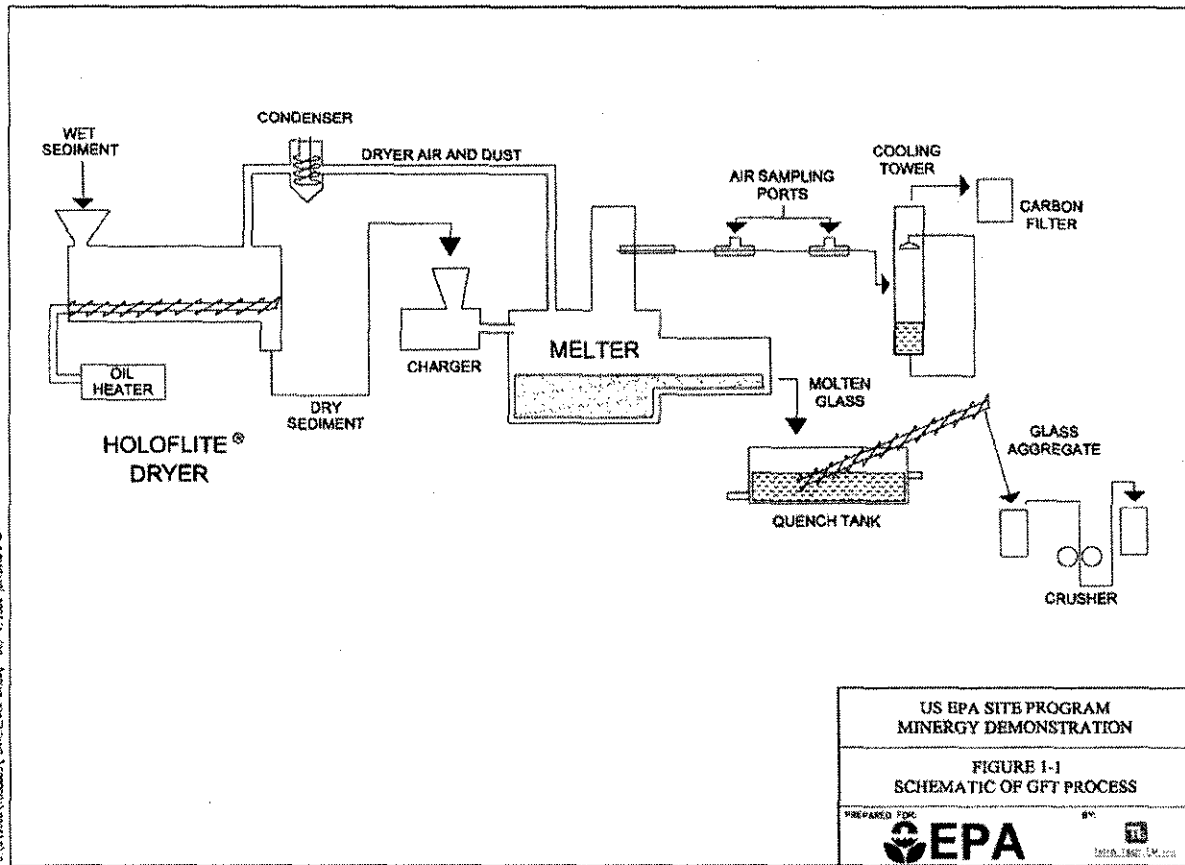 WET
SEDIMENT
CONDENSER
DRYER AIR AND DUST
AIR SAMPLING
PORTS
COOLING
TOWER
CARBON
FILTER
CHARGER
MELTER
OIL
HEATER
DRY
SEDIMENT
MOLTEN
GLASS
HOLOFLITE®
DRYER
GLASS
AGGREGATE
QUENCH TANK
CRUSHER
US EPA SITE PROGRAM
MINERGY DEMONSTRATION
FIGURE 1-1
SCHEMATIC OF GFT PROCESS
PREPARED FOR:
EPA
BY: